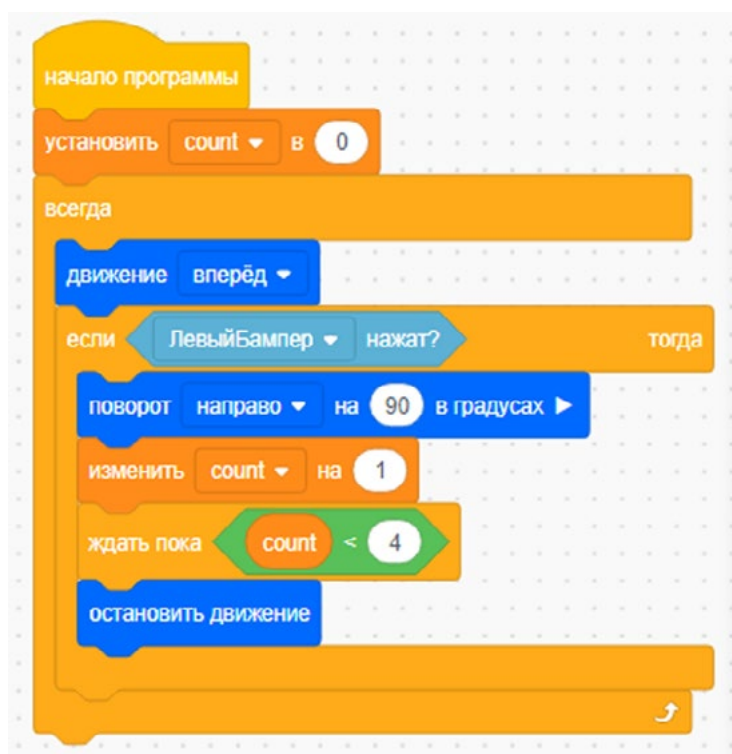 начало программы
установить count в 0
всегда
движение вперёд
если ЛевыйБампер нажат? тогда
поворот направо на 90 в градусах
изменить count на 1
ждать пока count < 4
остановить движение